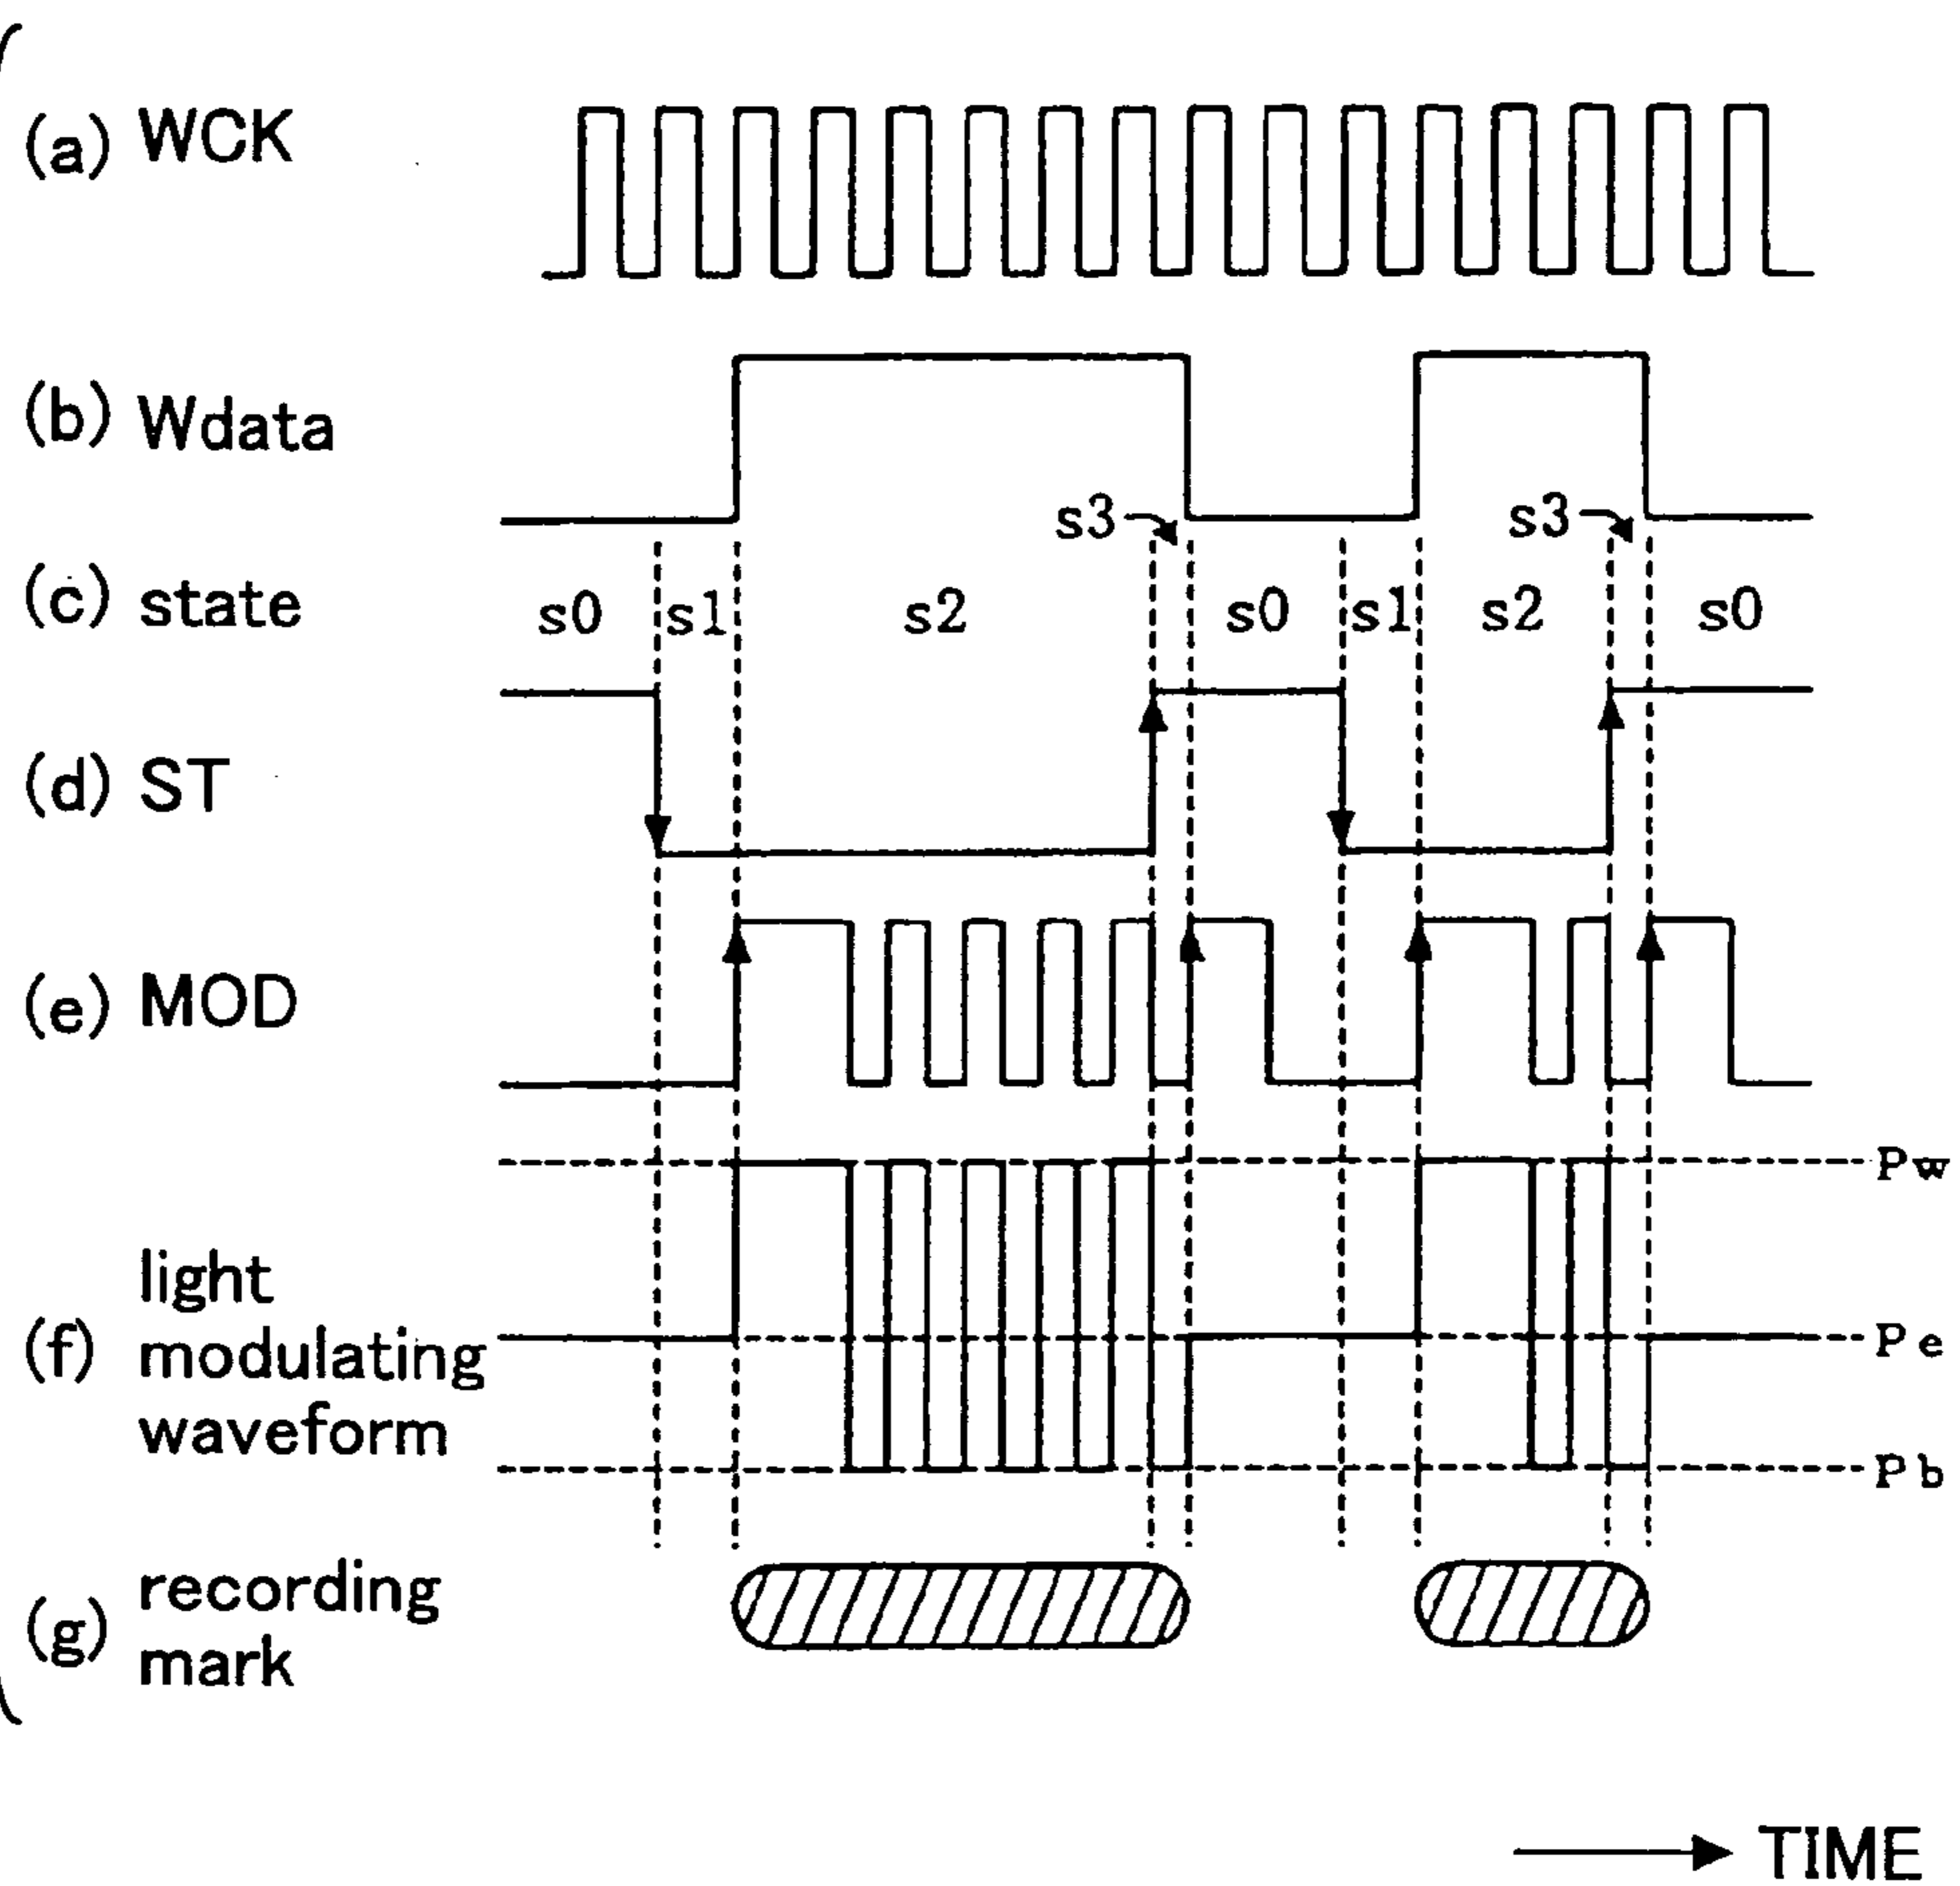 (a) WCK
(b) Wdata
s3 s3
(c) state s0 s1 s2 s0 s1 s2 s0
(d) ST
(e) MOD
Pw
light
(f) modulating
waveform
Pe
Pb
(g) recording
mark
TIME